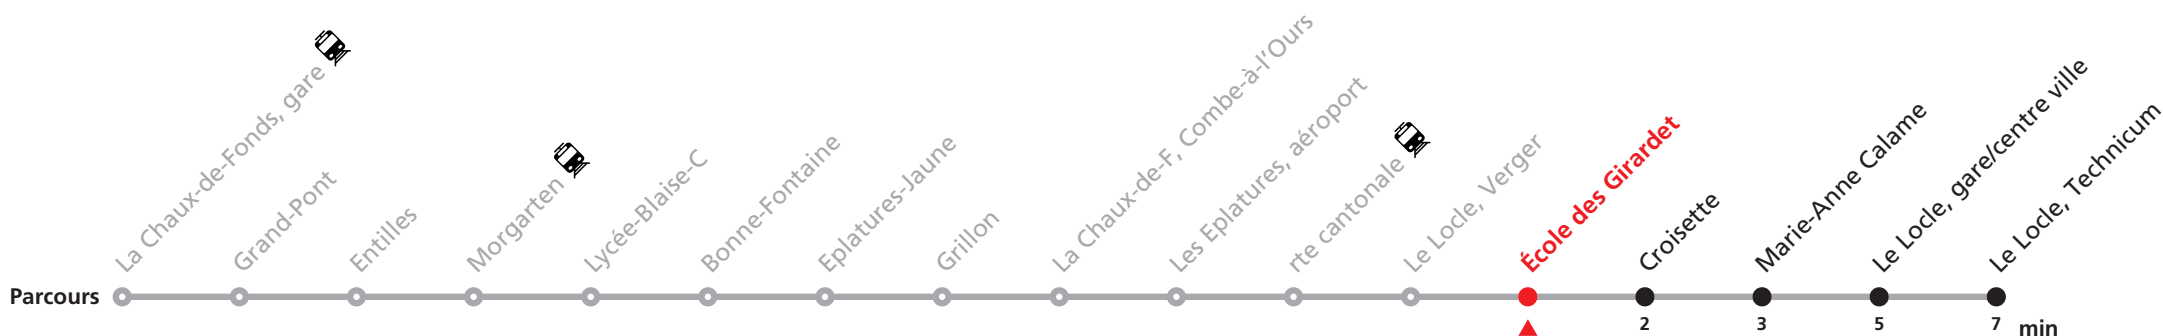 La Chaux-de-Fonds, gare
Grand-Pont
Entilles
Morgarten
Lycée-Blaise-C
Bonne-Fontaine
Eplatures-Jaune
Grillon
La Chaux-de-F, Combe-à-l'Ours
Les Eplatures, aéroport
rte cantonale
Le Locle, Verger
École des Girardet
Croisette
Marie-Anne Calame
Le Locle, gare/centre ville
Le Locle, Technicum
Parcours
2 3 5 7 min